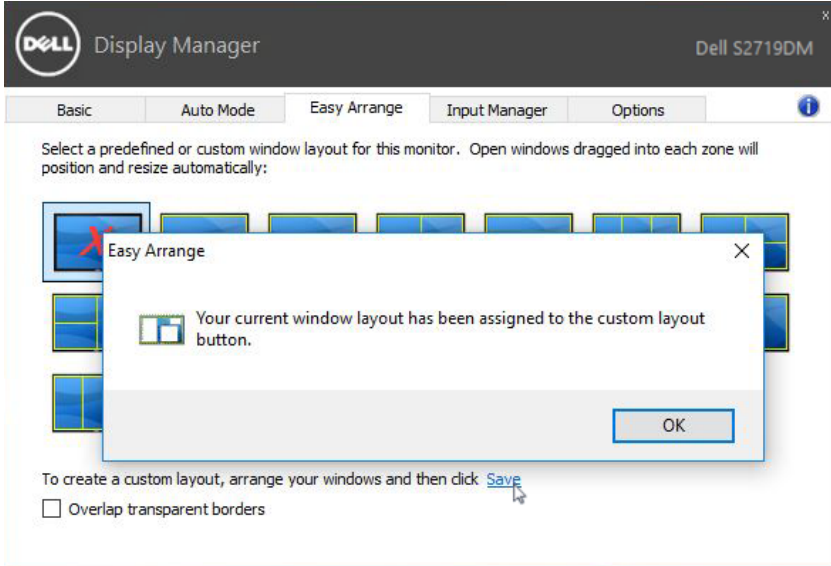 x
DELL Display Manager
Dell S2719DM
Basic Auto Mode Easy Arrange Input Manager Options
Select a predefined or custom window layout for this monitor. Open windows dragged into each zone will
position and resize automatically:
Easy Arrange
Your current window layout has been assigned to the custom layout
button.
OK
To create a custom layout, arrange your windows and then click Save
Overlap transparent borders